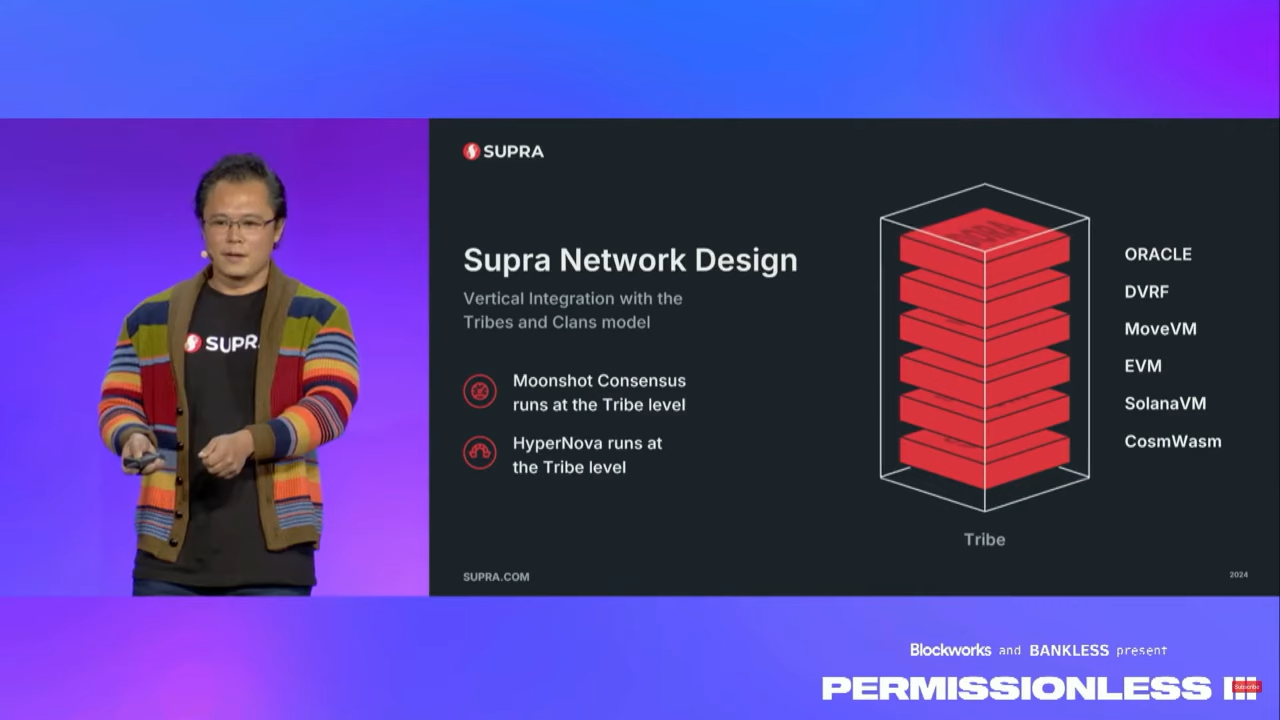 SUPRA
SUPR
Supra Network Design
Vertical Integration with the
Tribes and Clans model
Moonshot Consensus
runs at the Tribe level
HyperNova runs at
the Tribe level
SUPRA
ORACLE
DVRF
MoveVM
EVM
SolanaVM
CosmWasm
Tribe
SUPRA.COM
2024
Blockworks and BANKLESS present
PERMISSIONLESS III
Subscribe